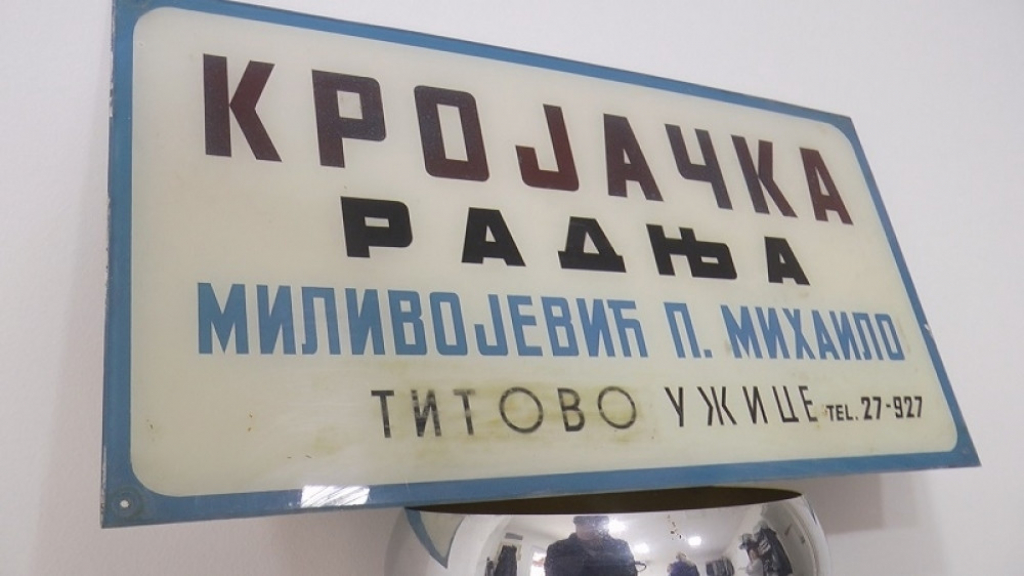 КРОЈАЧКА
РАДЊА
МИЛИВОЈЕВИЋ П. МИХАИЛО
ТИТОВО УЖИЦЕ TEL. 27-927